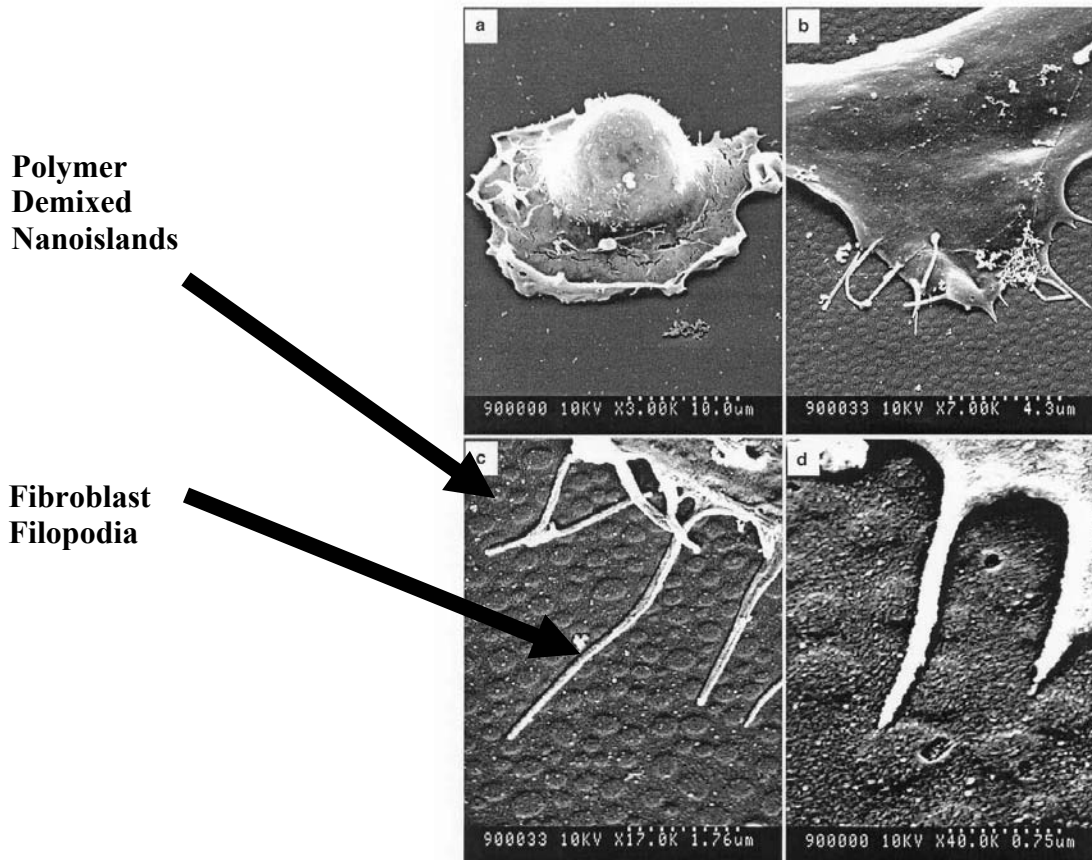 a
b
Polymer
Demixed
Nanoislands
900000 10KV X3.00K 10.0um
900033 10KV X7.00K 4.3um
c
d
Fibroblast
Filopodia
900033 10KV X17.0K 1.76um
900000 10KV X40.0K 0.75um